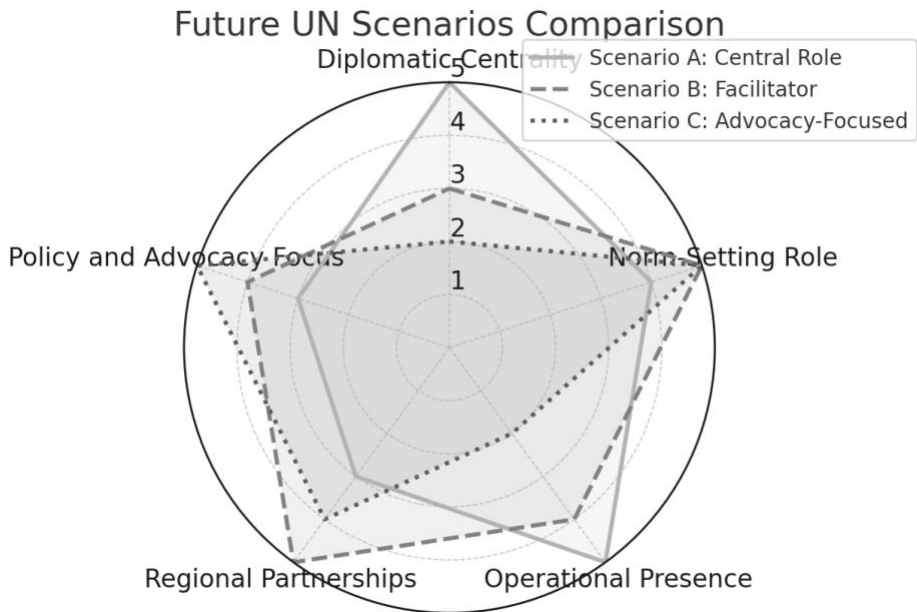 Future UN Scenarios Comparison
Diplomatic Centrality
Scenario A: Central Role
Scenario B: Facilitator
Scenario C: Advocacy-Focused
5
4
3
2
1
Policy and Advocacy Focus
Norm-Setting Role
Regional Partnerships
Operational Presence